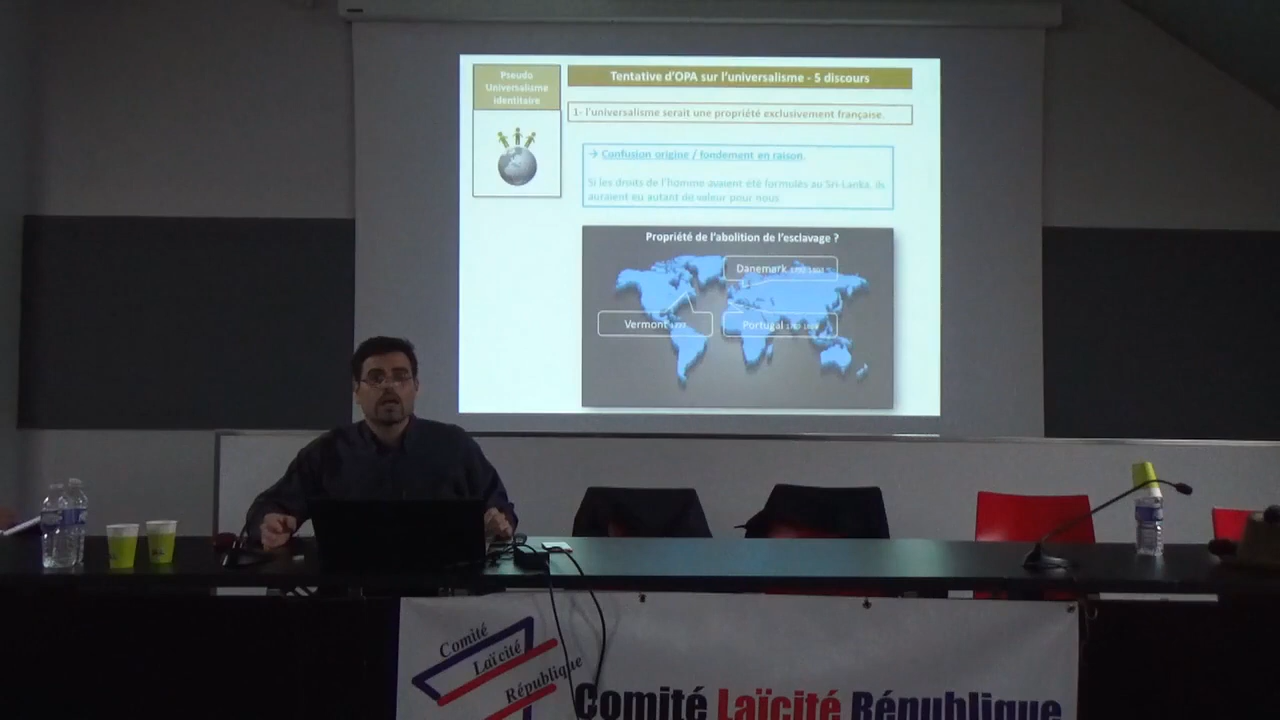 Pseudo
Universalisme
identitaire
Tentative d'OPA sur l'universalisme - 5 discours
1- l'universalisme serait une propriété exclusivement française.
→ Confusion origine / fondement en raison.
Si les droits de l'homme avaient été formulés au Sri-Lanka, ils
auraient eu autant de valeur pour nous
Propriété de l'abolition de l'esclavage ?
Danemark
Vermont 1777
Portugal
Comité
Laïcité
République
Comité Laïcité République